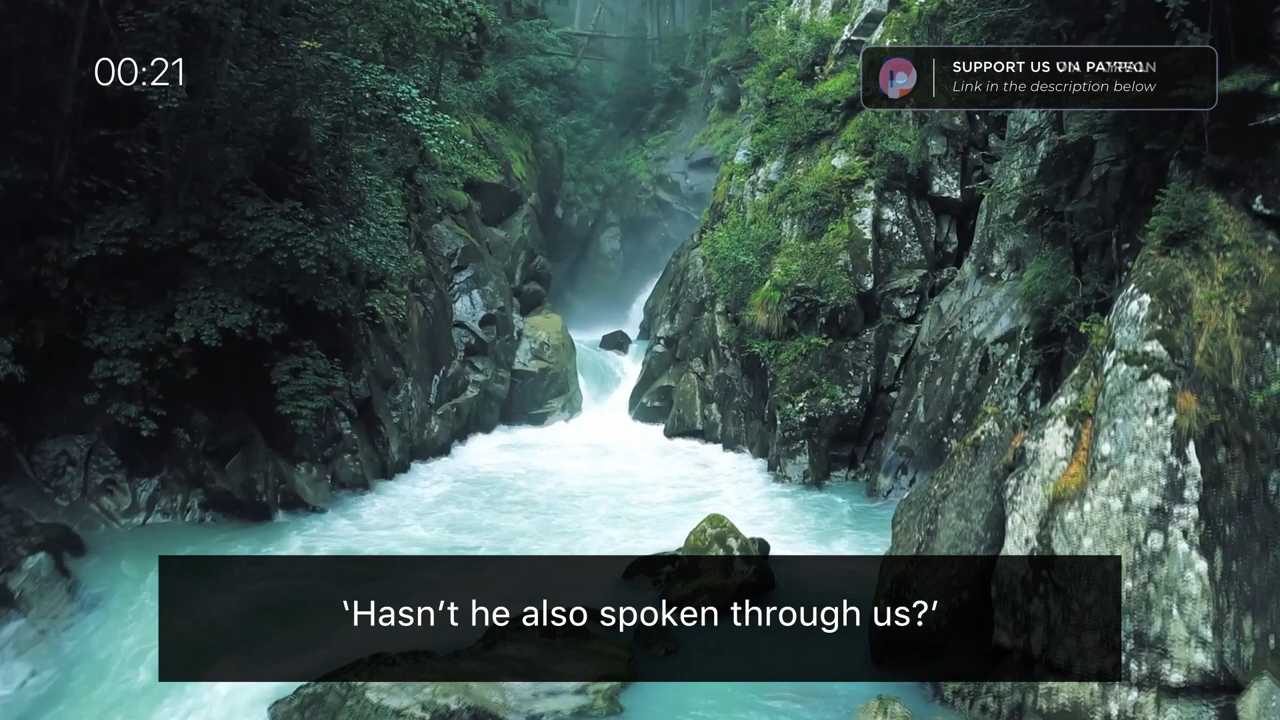 00:21
SUPPORT US
Link in the description below
‘Hasn’t he also spoken through us?’